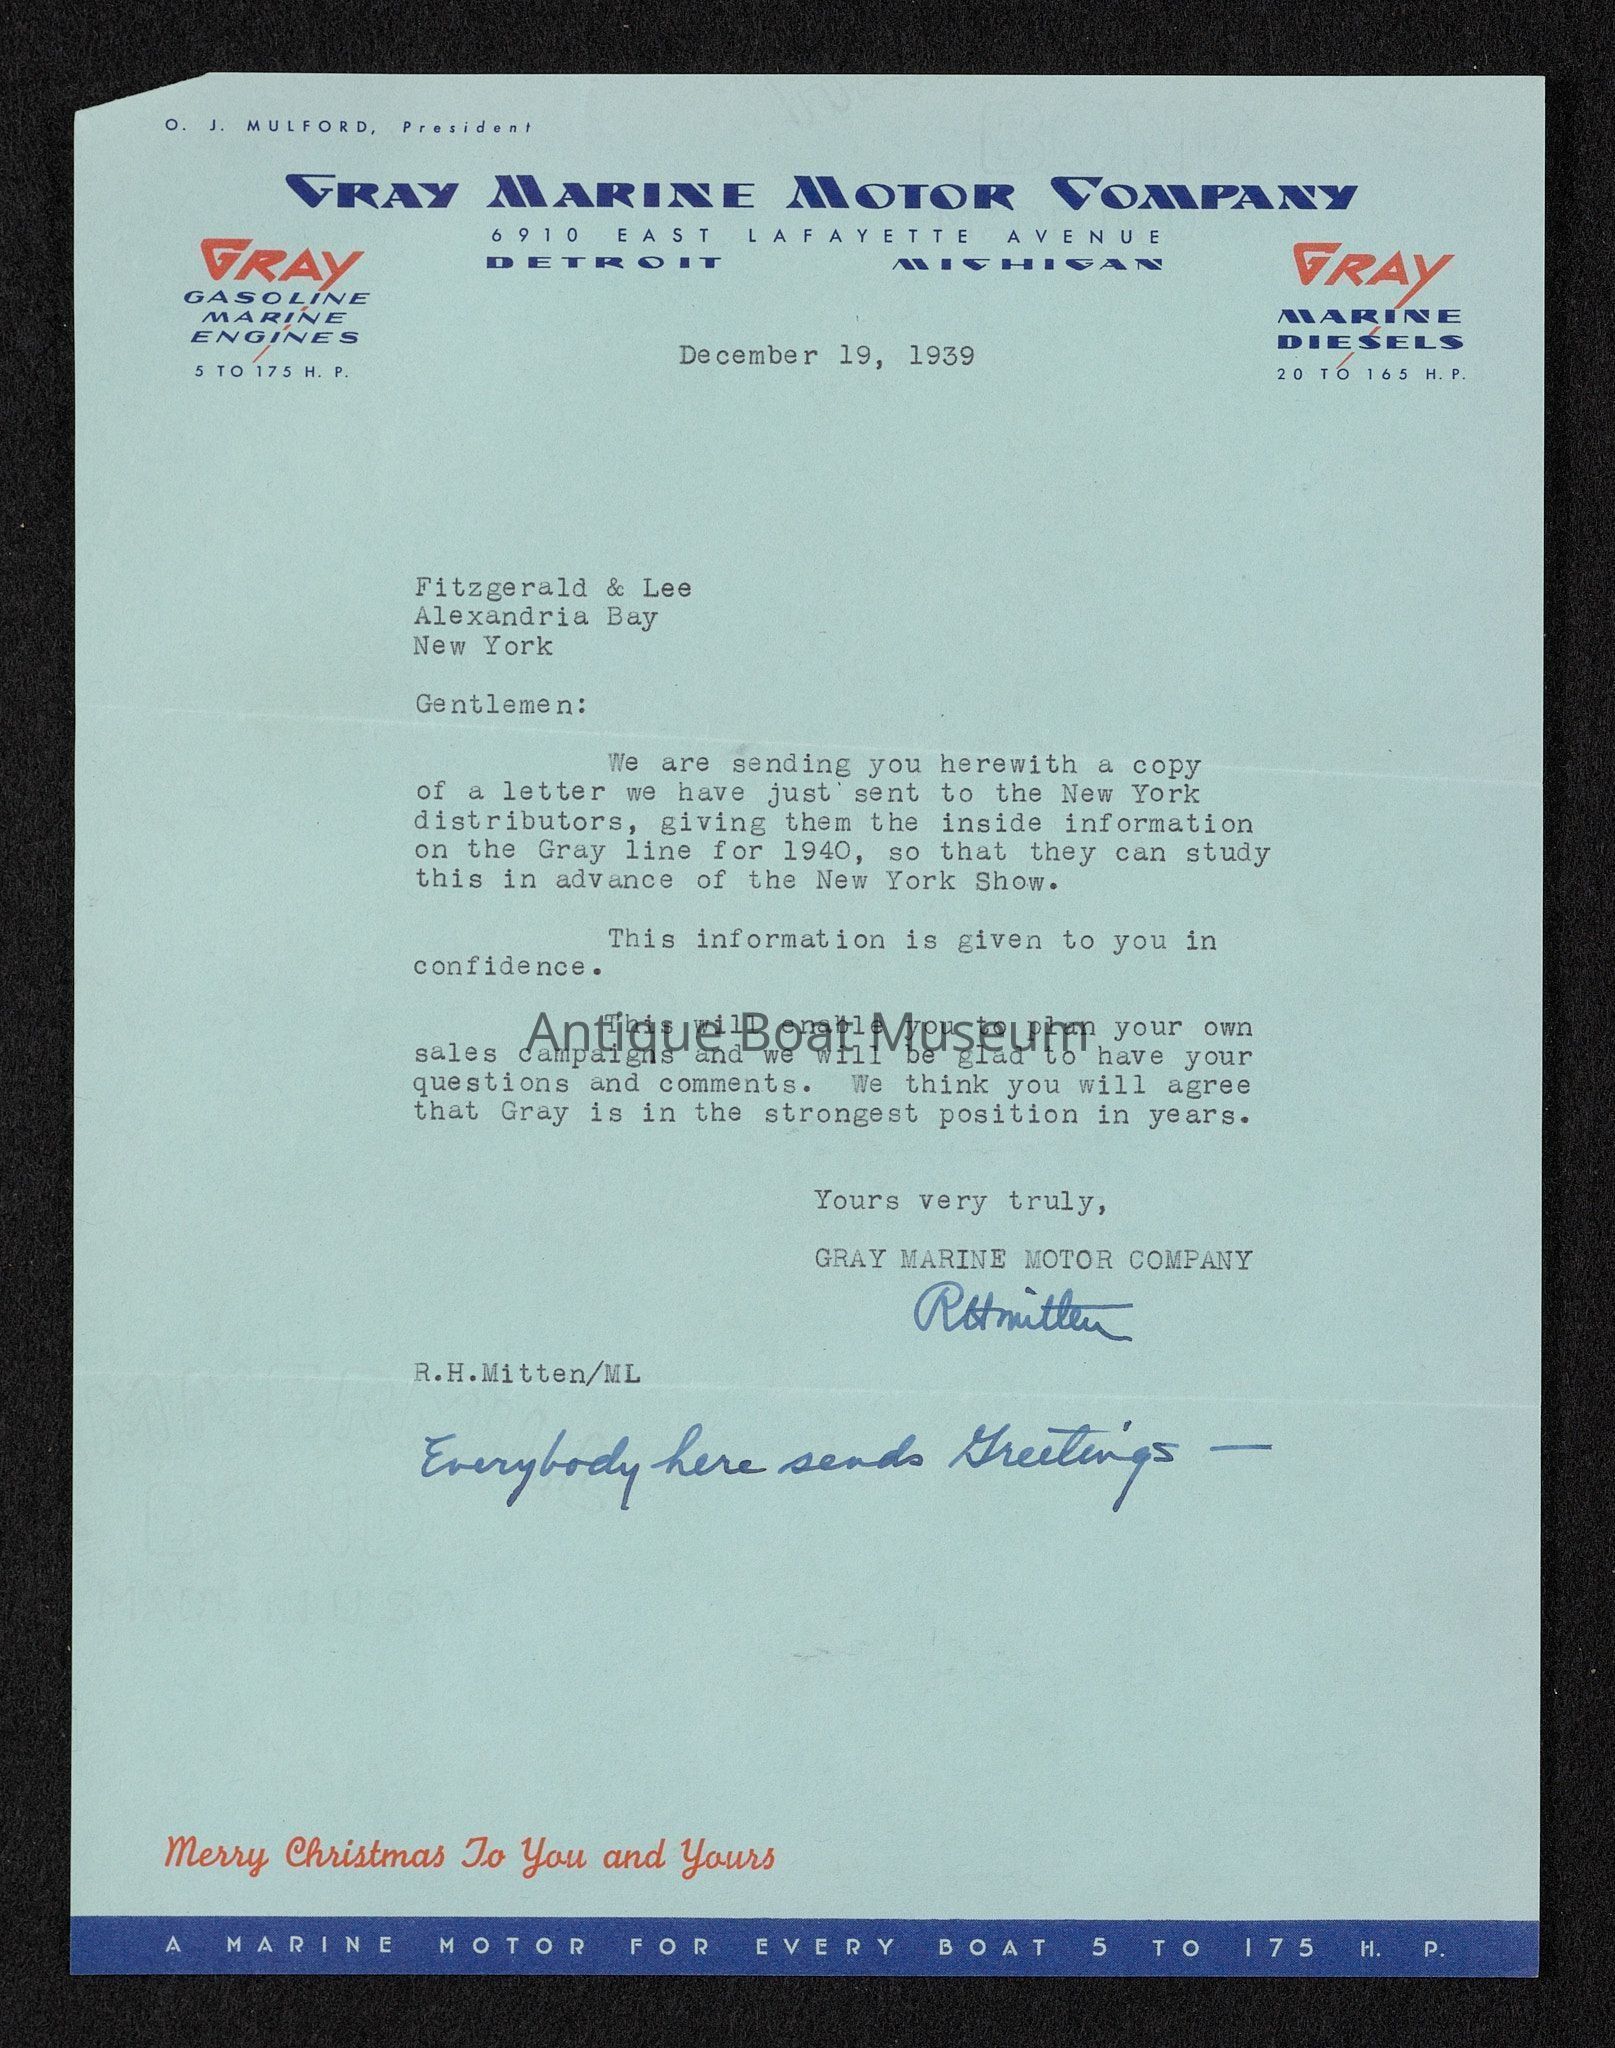 O. J. MULFORD, President
GRAY MARINE MOTOR COMPANY
6910 EAST LAFAYETTE AVENUE
DETROIT MICHIGAN
GRAY
GASOLINE
MARINE
ENGINES
5 TO 175 H. P.
GRAY
MARINE
DIESELS
20 TO 165 H. P.
December 19, 1939
Fitzgerald & Lee
Alexandria Bay
New York
Gentlemen:
We are sending you herewith a copy
of a letter we have just sent to the New York
distributors, giving them the inside information
on the Gray line for 1940, so that they can study
this in advance of the New York Show.
This information is given to you in
confidence.
This will enable you to plan your own
Antique Boat Museum
sales campaigns and we will be glad to have your
questions and comments. We think you will agree
that Gray is in the strongest position in years.
Yours very truly,
GRAY MARINE MOTOR COMPANY
RHMitten
R.H.Mitten/ML
Everybody here sends Greetings —
Merry Christmas To You and Yours
A MARINE MOTOR FOR EVERY BOAT 5 TO 175 H. P.